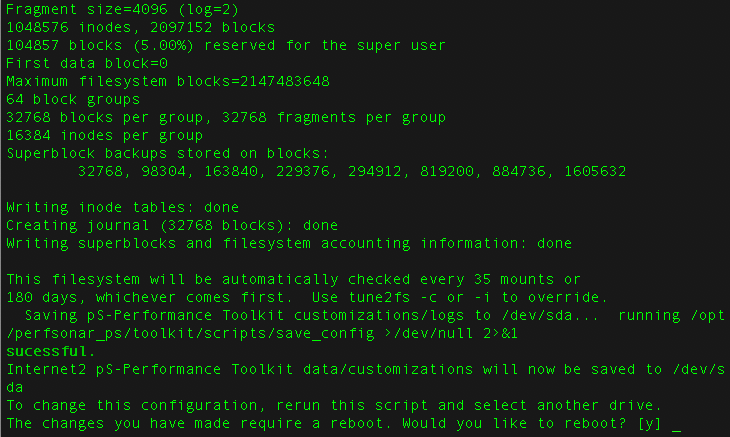 Fragment size=4096 (log=2)
1048576 inodes, 2097152 blocks
104857 blocks (5.00%) reserved for the super user
First data block=0
Maximum filesystem blocks=2147483648
64 block groups
32768 blocks per group, 32768 fragments per group
16384 inodes per group
Superblock backups stored on blocks:
        32768, 98304, 163840, 229376, 294912, 819200, 884736, 1605632

Writing inode tables: done
Creating journal (32768 blocks): done
Writing superblocks and filesystem accounting information: done

This filesystem will be automatically checked every 35 mounts or
180 days, whichever comes first.  Use tune2fs -c or -i to override.
  Saving pS-Performance Toolkit customizations/logs to /dev/sda...  running /opt
/perfsonar_ps/toolkit/scripts/save_config >/dev/null 2>&1
sucessful.
Internet2 pS-Performance Toolkit data/customizations will now be saved to /dev/s
da
To change this configuration, rerun this script and select another drive.
The changes you have made require a reboot. Would you like to reboot? [y] _